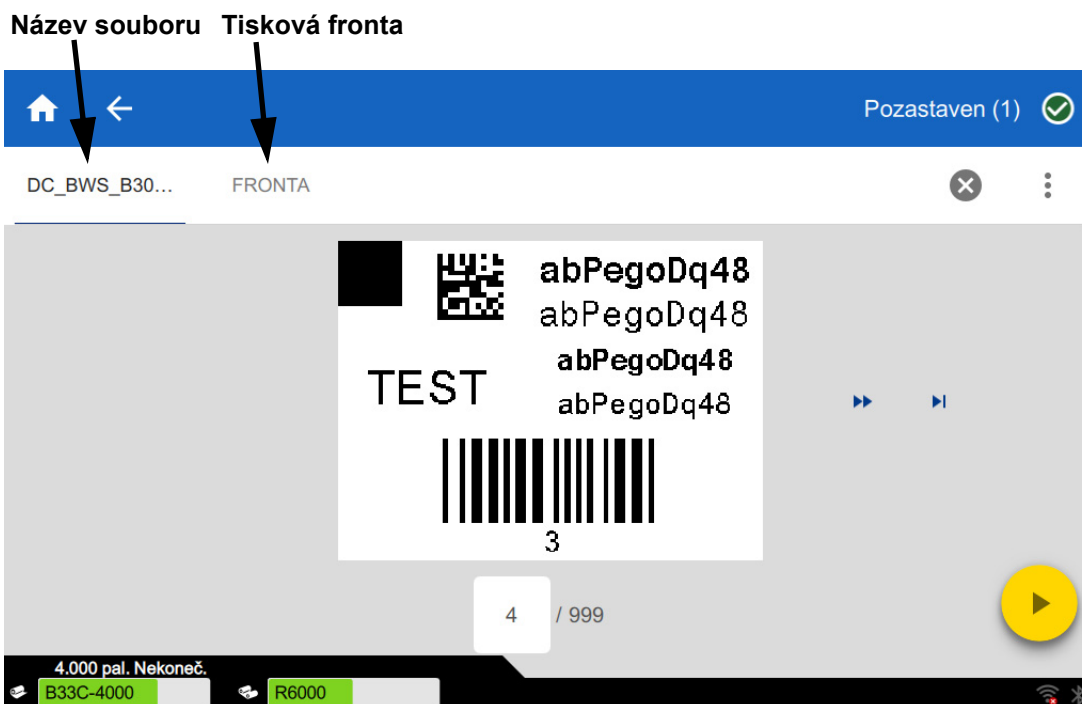 Název souboru Tisková fronta
Pozastaven (1)
DC_BWS_B30... FRONTA
abPegoDq48
abPegoDq48
abPegoDq48
TEST
abPegoDq48
3
4 / 999
4.000 pal. Nekoneč.
B33C-4000 R6000